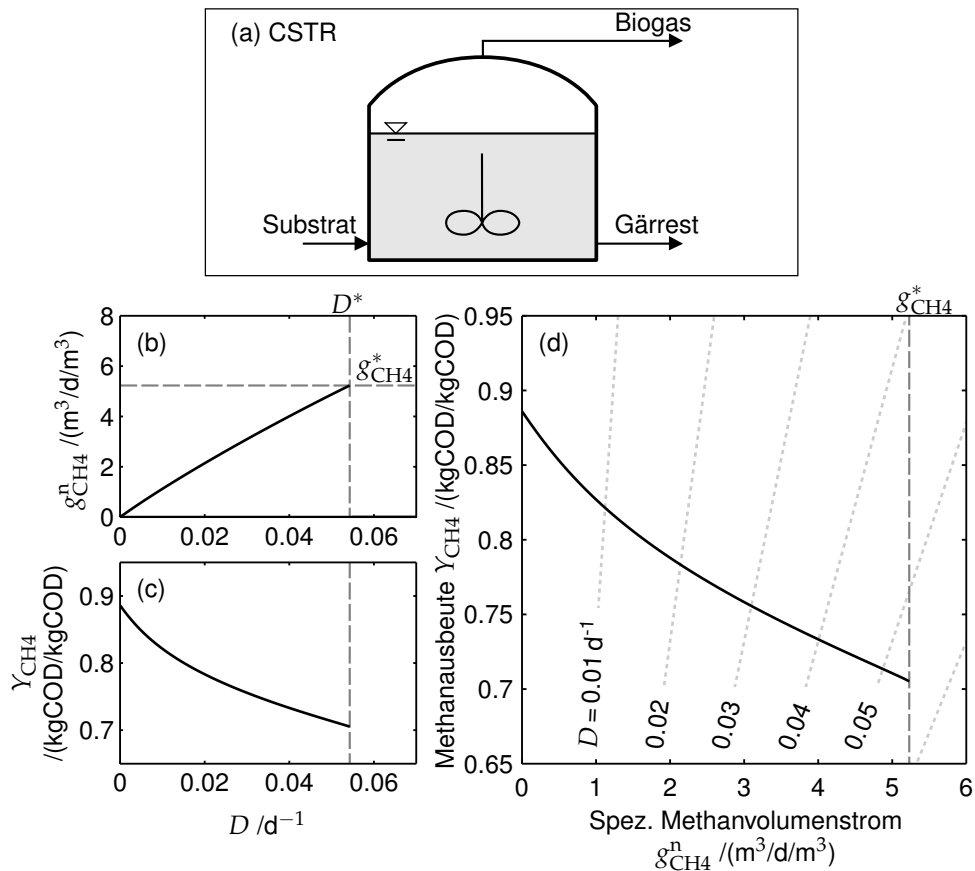 (a) CSTR
Biogas
Substrat
Gärrest
D*
g*CH4
(b)
8
6
4
2
0
g^n_CH4 /(m³/d/m³)
g*CH4
0 0.02 0.04 0.06
(c)
0.9
0.8
0.7
Y_CH4
/(kgCOD/kgCOD)
0 0.02 0.04 0.06
D /d⁻¹
(d)
0.95
0.9
0.85
0.8
0.75
0.7
0.65
Methanausbeute Y_CH4 /(kgCOD/kgCOD)
D = 0.01 d⁻¹
0.02
0.03
0.04
0.05
0 1 2 3 4 5 6
Spez. Methanvolumenstrom
g^n_CH4 /(m³/d/m³)